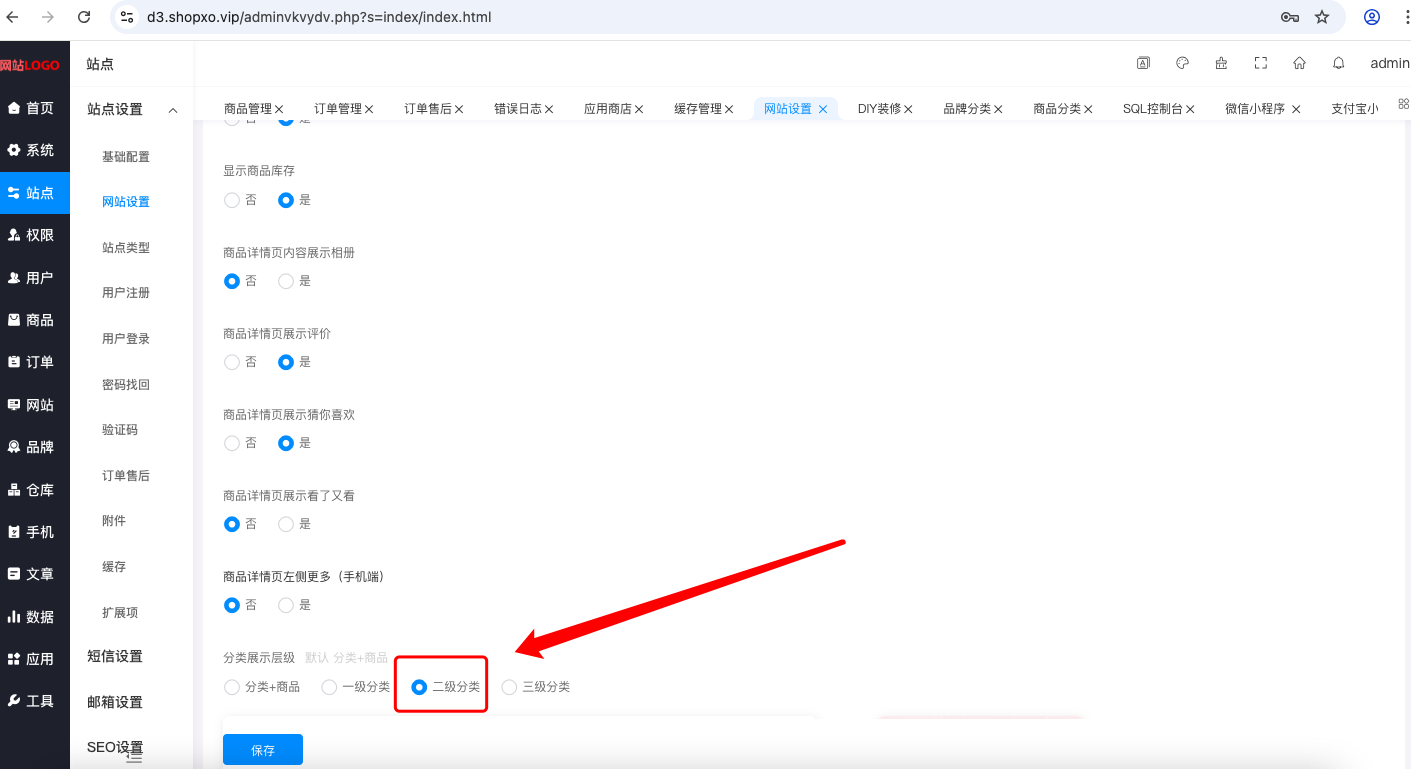 d3.shopxo.vip/adminvkvydv.php?s=index/index.html
网站LOGO
首页
系统
站点
权限
用户
商品
订单
网站
品牌
仓库
手机
文章
数据
应用
工具
站点
站点设置
基础配置
网站设置
站点类型
用户注册
用户登录
密码找回
验证码
订单售后
附件
缓存
扩展项
短信设置
邮箱设置
SEO设置
admin
商品管理 订单管理 订单售后 错误日志 应用商店 缓存管理 网站设置 DIY装修 品牌分类 商品分类 SQL控制台 微信小程序 支付宝小
否 是
显示商品库存
否 是
商品详情页内容展示相册
否 是
商品详情页展示评价
否 是
商品详情页展示猜你喜欢
否 是
商品详情页展示看了又看
否 是
商品详情页左侧更多（手机端）
否 是
分类展示层级 默认 分类+商品
分类+商品 一级分类 二级分类 三级分类
保存